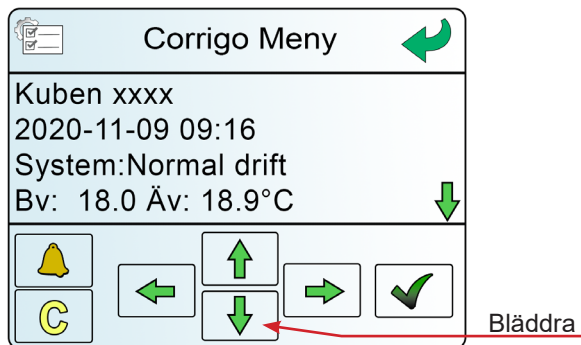 Corrigo Meny
Kuben xxxx
2020-11-09 09:16
System:Normal drift
Bv: 18.0 Äv: 18.9°C
C
Bläddra